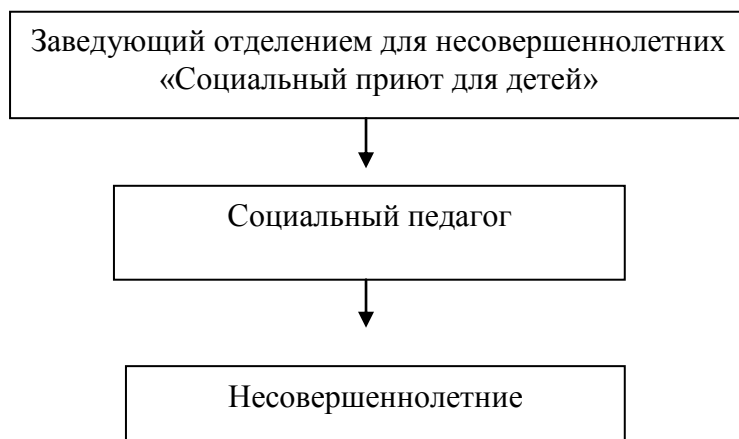 Заведующий отделением для несовершеннолетних
«Социальный приют для детей»
Социальный педагог
Несовершеннолетние